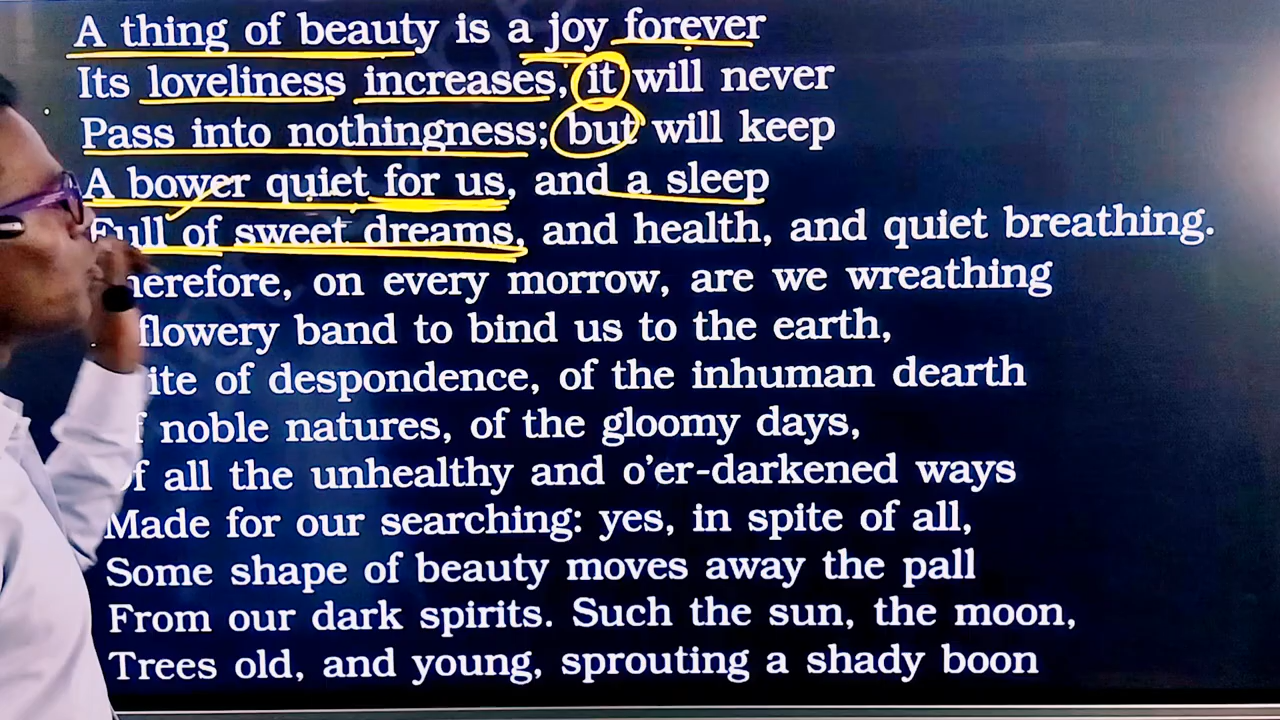 A thing of beauty is a joy forever
Its loveliness increases, it will never
Pass into nothingness; but will keep
A bower quiet for us, and a sleep
Full of sweet dreams, and health, and quiet breathing.
herefore, on every morrow, are we wreathing
flowery band to bind us to the earth,
ite of despondence, of the inhuman dearth
f noble natures, of the gloomy days,
Of all the unhealthy and o'er-darkened ways
Made for our searching: yes, in spite of all,
Some shape of beauty moves away the pall
From our dark spirits. Such the sun, the moon,
Trees old, and young, sprouting a shady boon